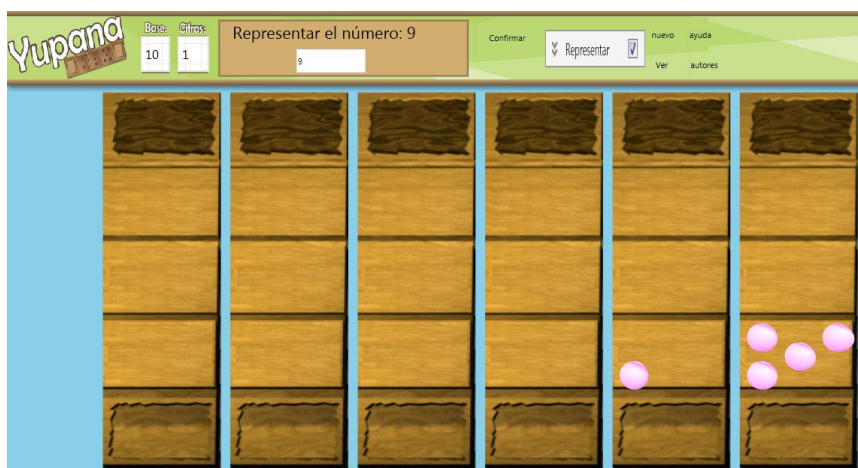 Yupana
Base: Cifras:
10 1
Representar el número: 9
9
Confirmar
Representar
nuevo ayuda
Ver autores